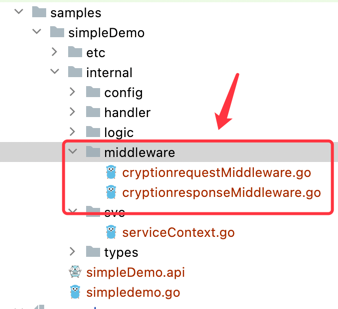 samples
simpleDemo
etc
internal
config
handler
logic
middleware
cryptionrequestMiddleware.go
cryptionresponseMiddleware.go
svc
serviceContext.go
types
simpleDemo.api
simpledemo.go